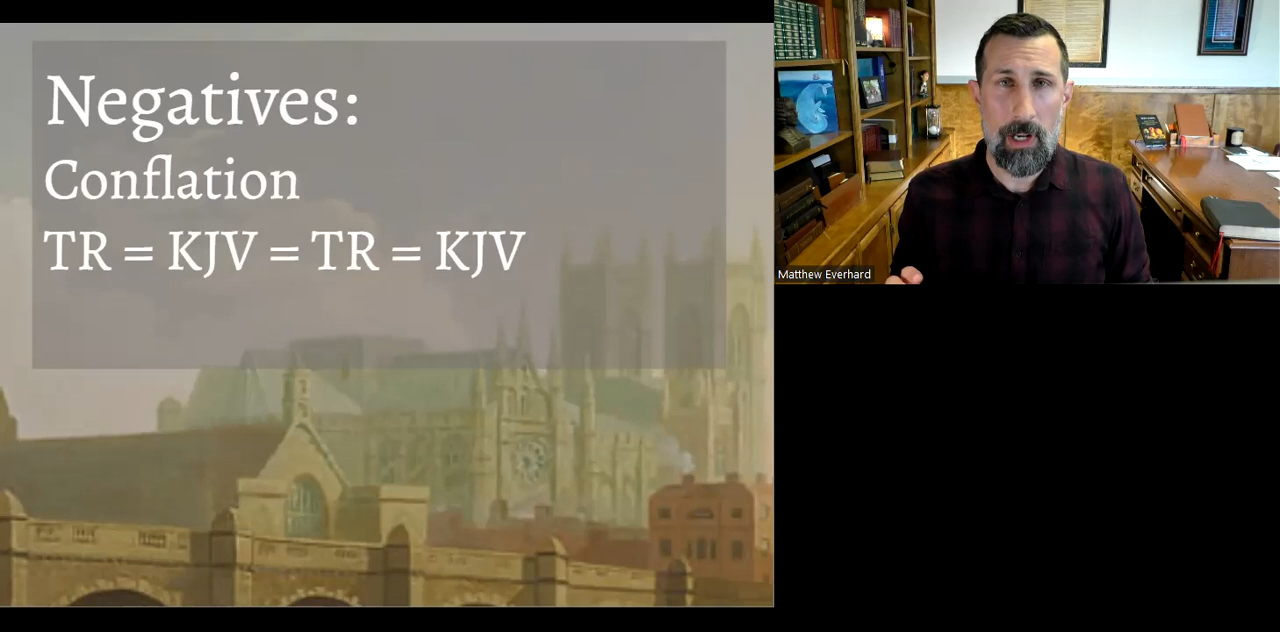 Negatives:
Conflation
TR = KJV = TR = KJV
Matthew Everhard